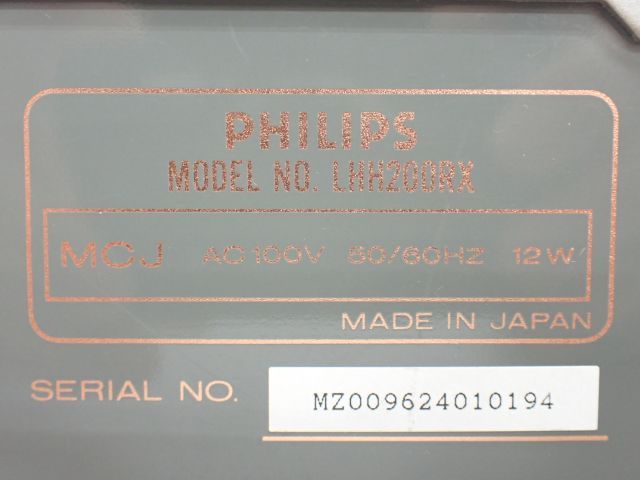 PHILIPS
MODEL NO. LHH200RX
MCJ AC100V 50/60HZ 12W
MADE IN JAPAN
SERIAL NO. MZ009624010194